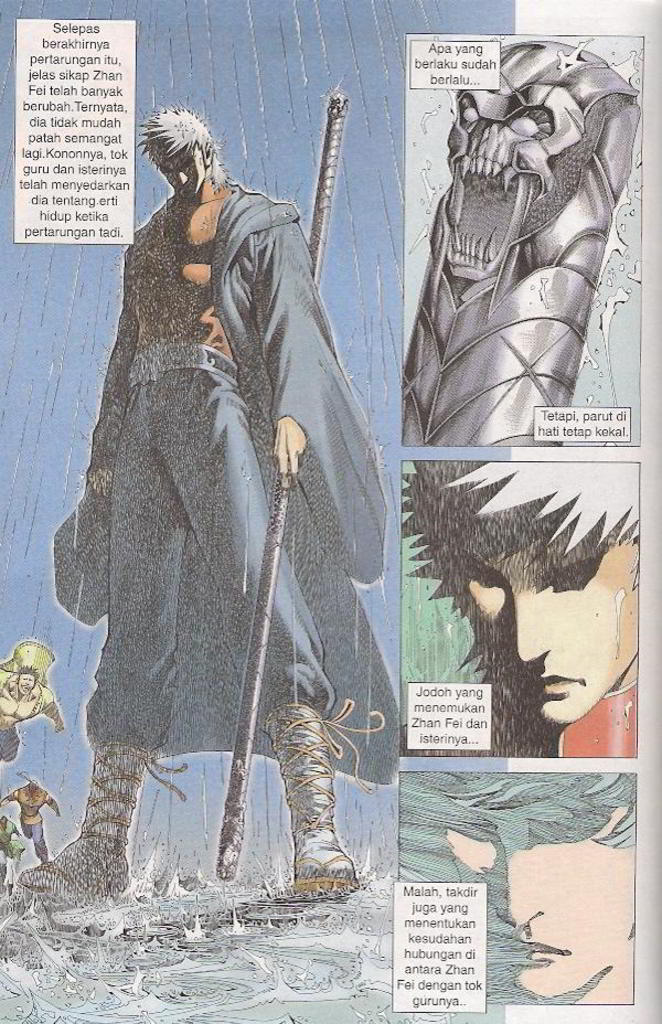 Selepas
berakhirnya
pertarungan itu,
jelas sikap Zhan
Fei telah banyak
berubah.Ternyata,
dia tidak mudah
patah semangat
lagi.Kononnya, tok
guru dan isterinya
telah menyedarkan
dia tentang erti
hidup ketika
pertarungan tadi.
Apa yang
berlaku sudah
berlalu...
Tetapi, parut di
hati tetap kekal.
Jodoh yang
menemukan
Zhan Fei dan
isterinya...
Malah, takdir
juga yang
menentukan
kesudahan
hubungan di
antara Zhan
Fei dengan tok
gurunya..